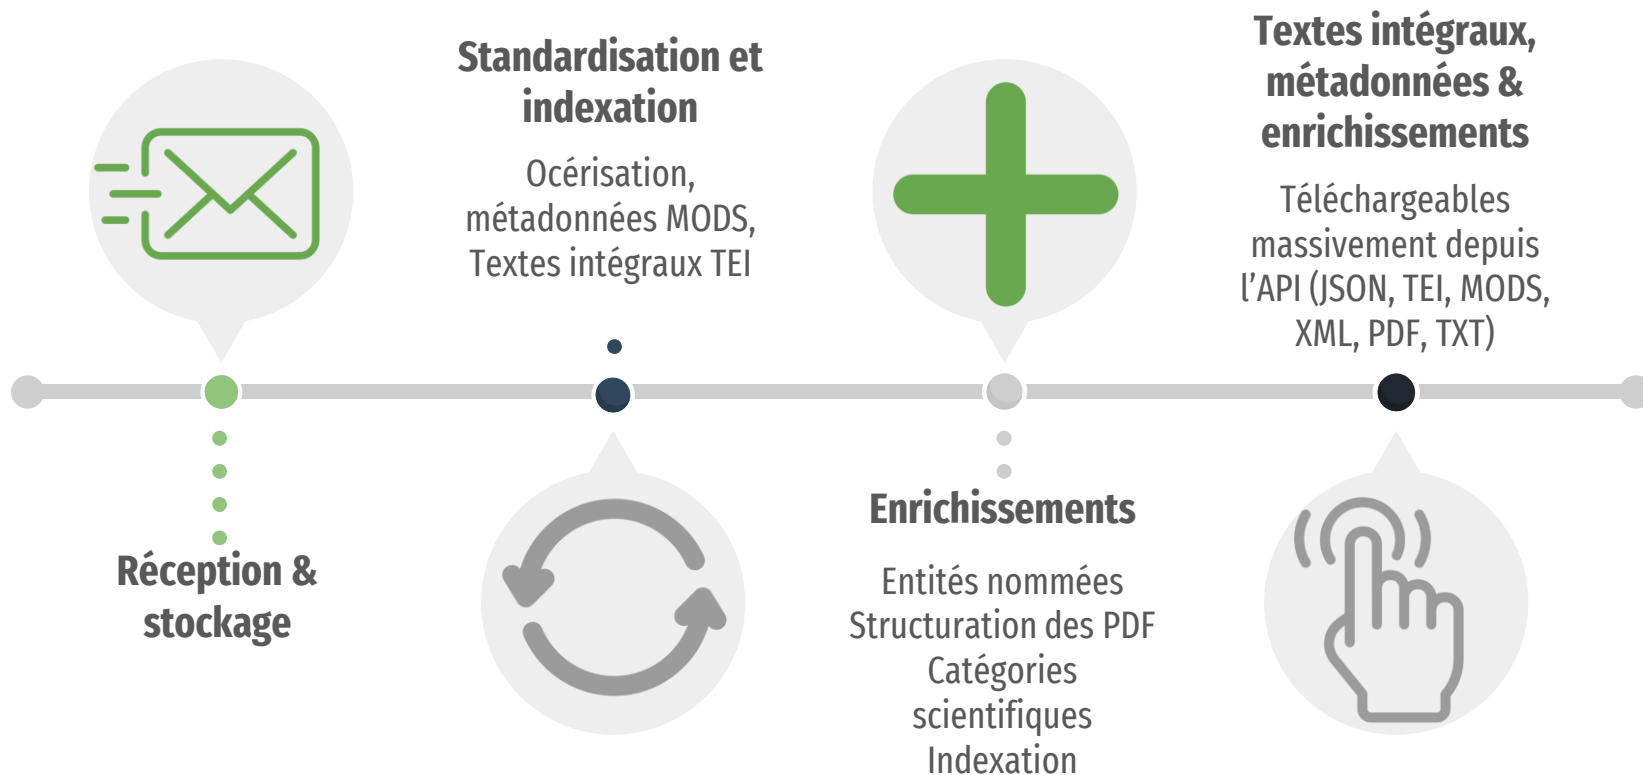 Réception &
stockage
Standardisation et
indexation
Océrisation,
métadonnées MODS,
Textes intégraux TEI
Enrichissements
Entités nommées
Structuration des PDF
Catégories
scientifiques
Indexation
Textes intégraux,
métadonnées &
enrichissements
Téléchargeables
massivement depuis
l’API (JSON, TEI, MODS,
XML, PDF, TXT)